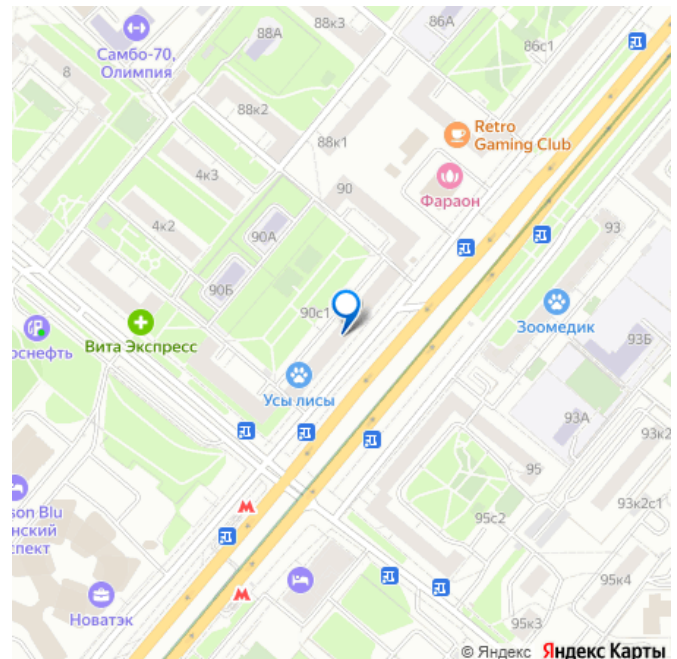 88к3
86А
88А
86с1
Самбо-70,
Олимпия
8
88к2
Retro
Gaming Club
88к1
4к3
90
Фараон
4к2
90А
93
90Б
90с1
Зоомедик
оснефть
Вита Экспресс
93Б
Усы лисы
93А
93к2
95
93к2с1
son Blu
нский
спект
95с2
95к4
Новатэк
95к3
© Яндекс Яндекс Карты